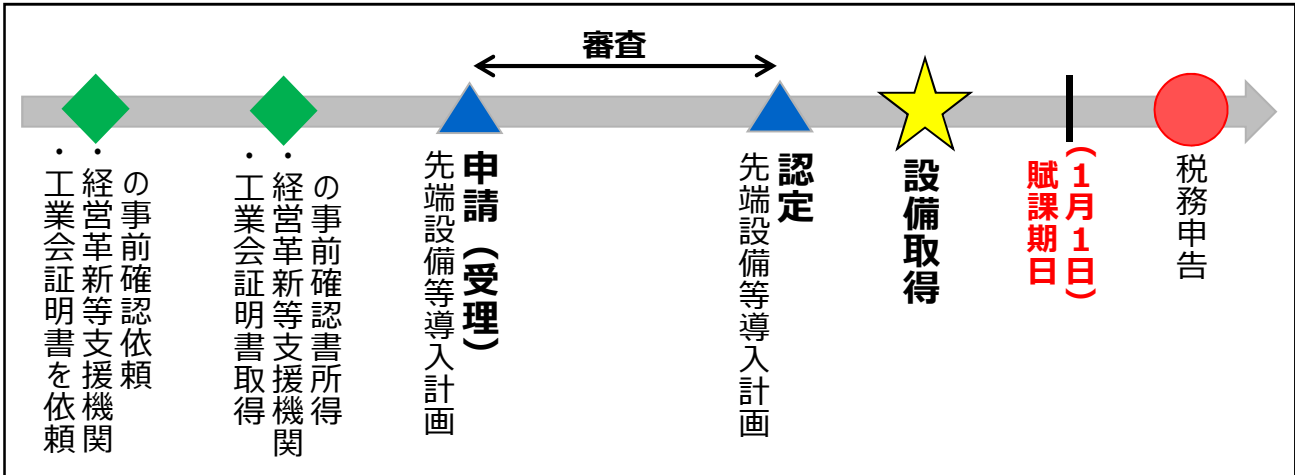 審査
・工業会証明書を依頼
・経営革新等支援機関
の事前確認依頼
・工業会証明書取得
・経営革新等支援機関
の事前確認書所得
先端設備等導入計画
申請（受理）
先端設備等導入計画
認定
設備取得
賦課期日
（１月１日）
税務申告